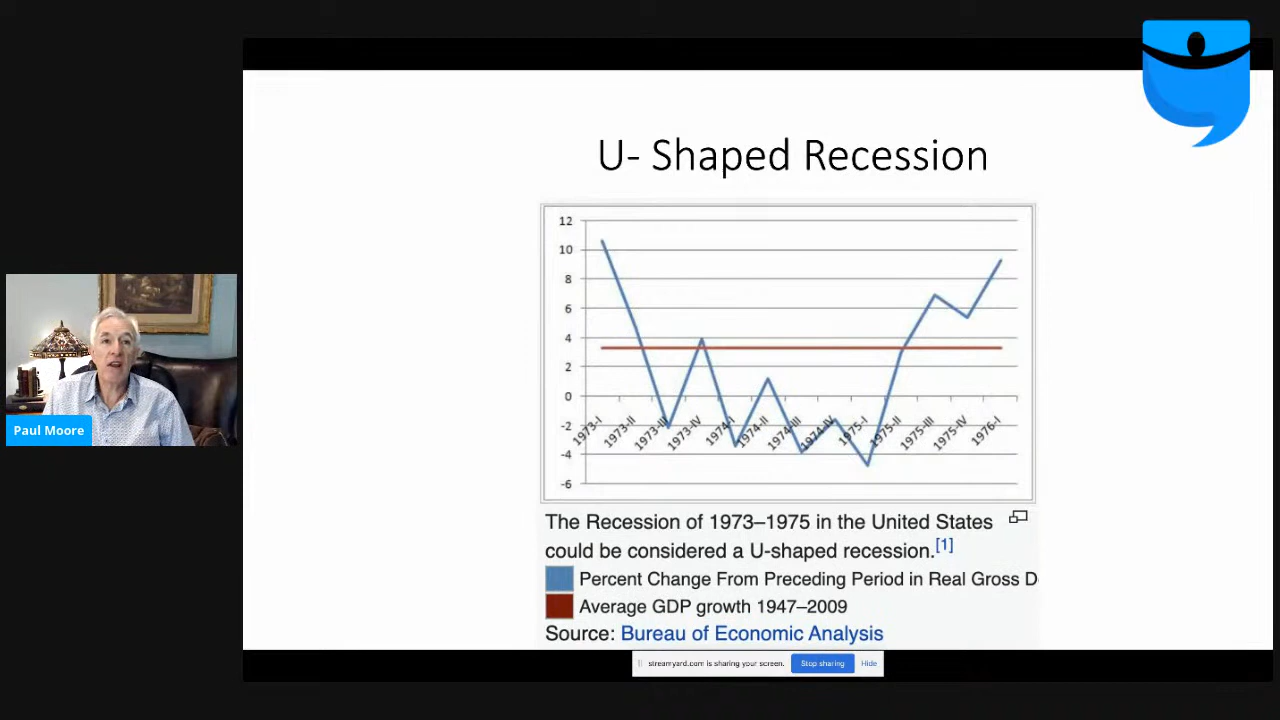 U- Shaped Recession
12
10
8
6
4
2
0
-2
-4
-6
1973-I
1973-II
1973-III
1973-IV
1974-I
1974-II
1974-III
1974-IV
1975-I
1975-II
1975-III
1975-IV
1976-I
The Recession of 1973–1975 in the United States
could be considered a U-shaped recession.[1]
Percent Change From Preceding Period in Real Gross D
Average GDP growth 1947–2009
Source: Bureau of Economic Analysis
Paul Moore
streamyard.com is sharing your screen. Stop sharing Hide